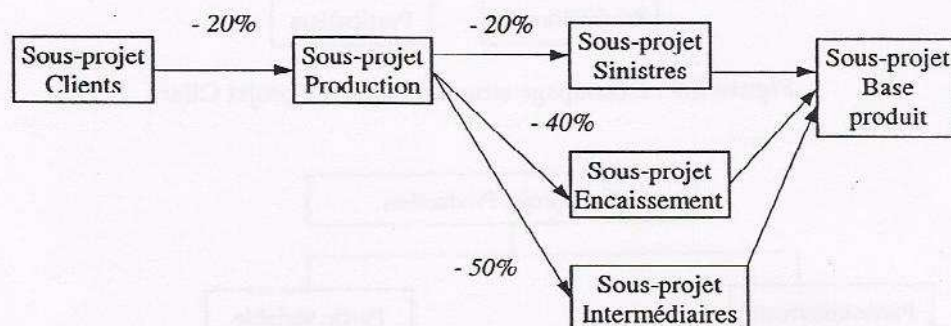 - 20%
- 20%
Sous-projet
Clients
Sous-projet
Production
Sous-projet
Sinistres
Sous-projet
Base
produit
- 40%
Sous-projet
Encaissement
- 50%
Sous-projet
Intermédiaires